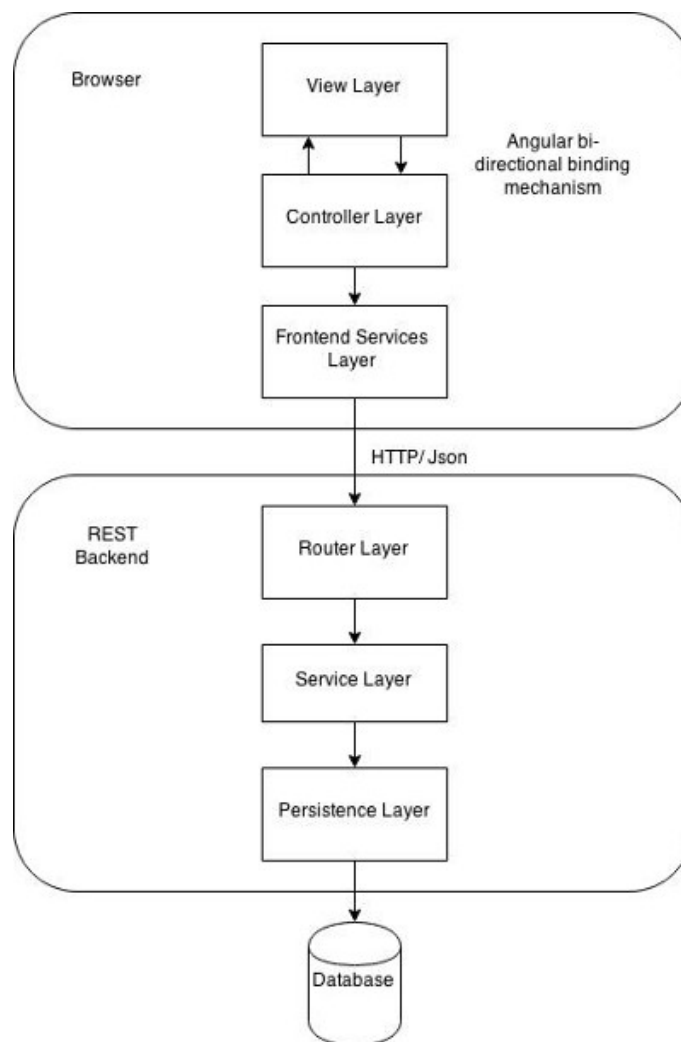 Browser
View Layer
Angular bi-
directional binding
mechanism
Controller Layer
Frontend Services
Layer
HTTP/ Json
REST
Backend
Router Layer
Service Layer
Persistence Layer
Database